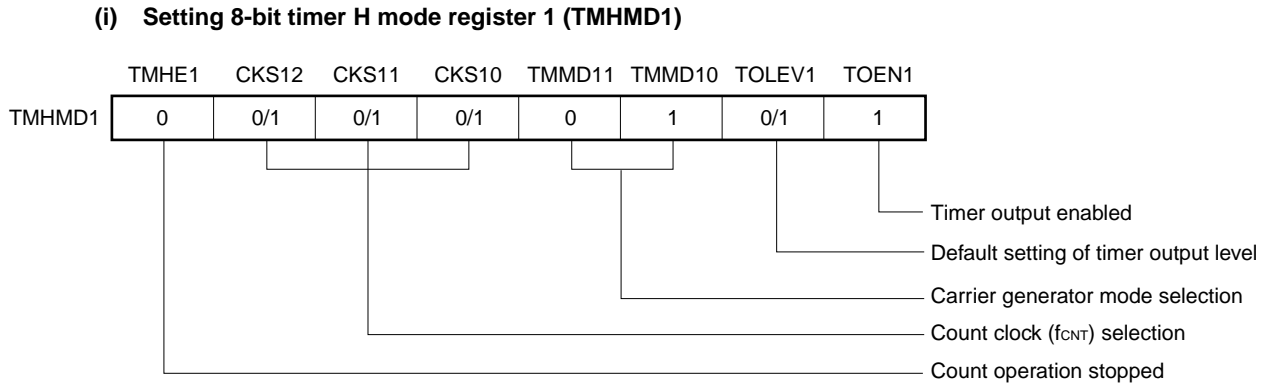 (i) Setting 8-bit timer H mode register 1 (TMHMD1)
TMHE1 CKS12 CKS11 CKS10 TMMD11 TMMD10 TOLEV1 TOEN1
TMHMD1 0 0/1 0/1 0/1 0 1 0/1 1
Timer output enabled
Default setting of timer output level
Carrier generator mode selection
Count clock (fCNT) selection
Count operation stopped